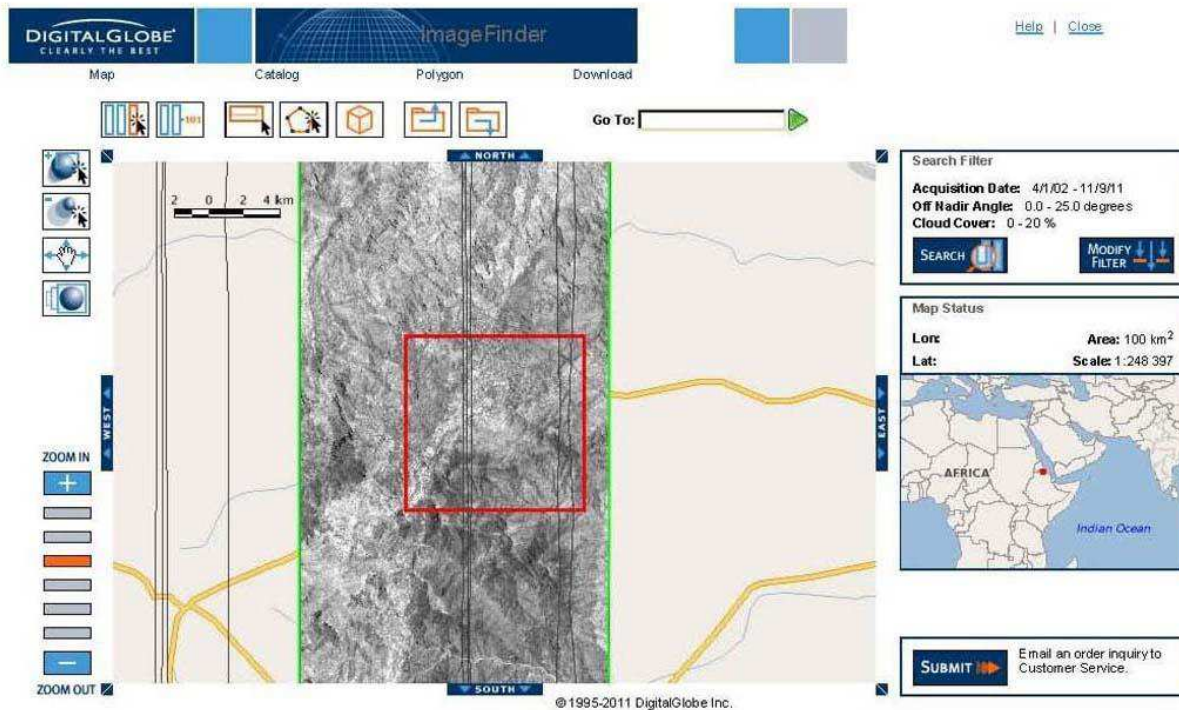 DIGITALGLOBE®
CLEARLY THE BEST
ImageFinder
Help | Close
Map Catalog Polygon Download
Go To:
NORTH
2 0 2 4 km
WEST
EAST
SOUTH
ZOOM IN
ZOOM OUT
Search Filter
Acquisition Date: 4/1/02 - 11/9/11
Off Nadir Angle: 0.0 - 25.0 degrees
Cloud Cover: 0 - 20 %
SEARCH
MODIFY
FILTER
Map Status
Lon: Area: 100 km²
Lat: Scale: 1:248 397
AFRICA
Indian Ocean
SUBMIT
Email an order inquiry to
Customer Service.
© 1995-2011 DigitalGlobe Inc.